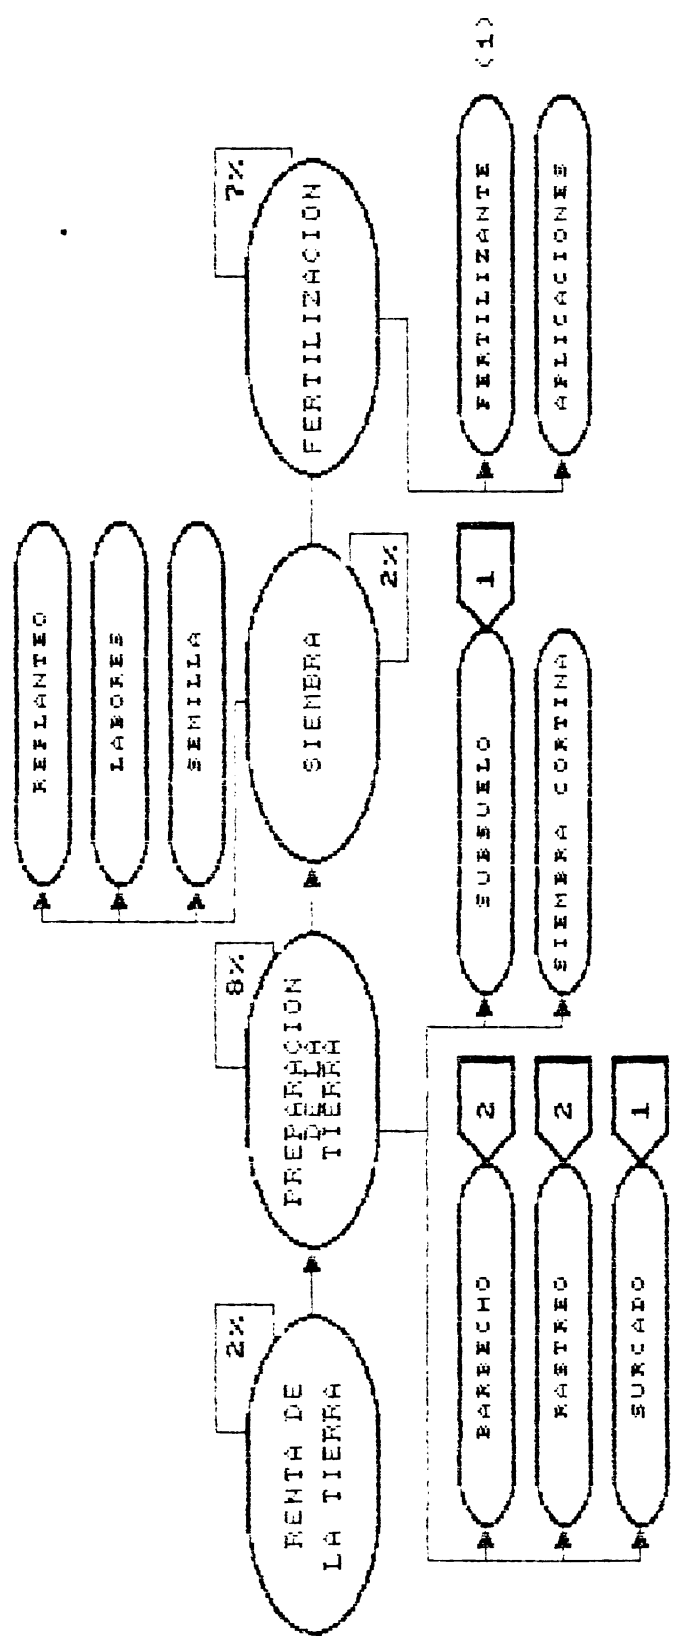 REPLANTEO
LABORES
SEMILLA
2%
8%
7%
RENTA DE
LA TIERRA
PREPARACION
DE LA
TIERRA
SIEMBRA
2%
FERTILIZACION
BARBECHO 2
RASTREO 2
SURCADO 1
SUBSUELO 1
SIEMBRA CORTINA
FERTILIZANTE (1)
APLICACIONES